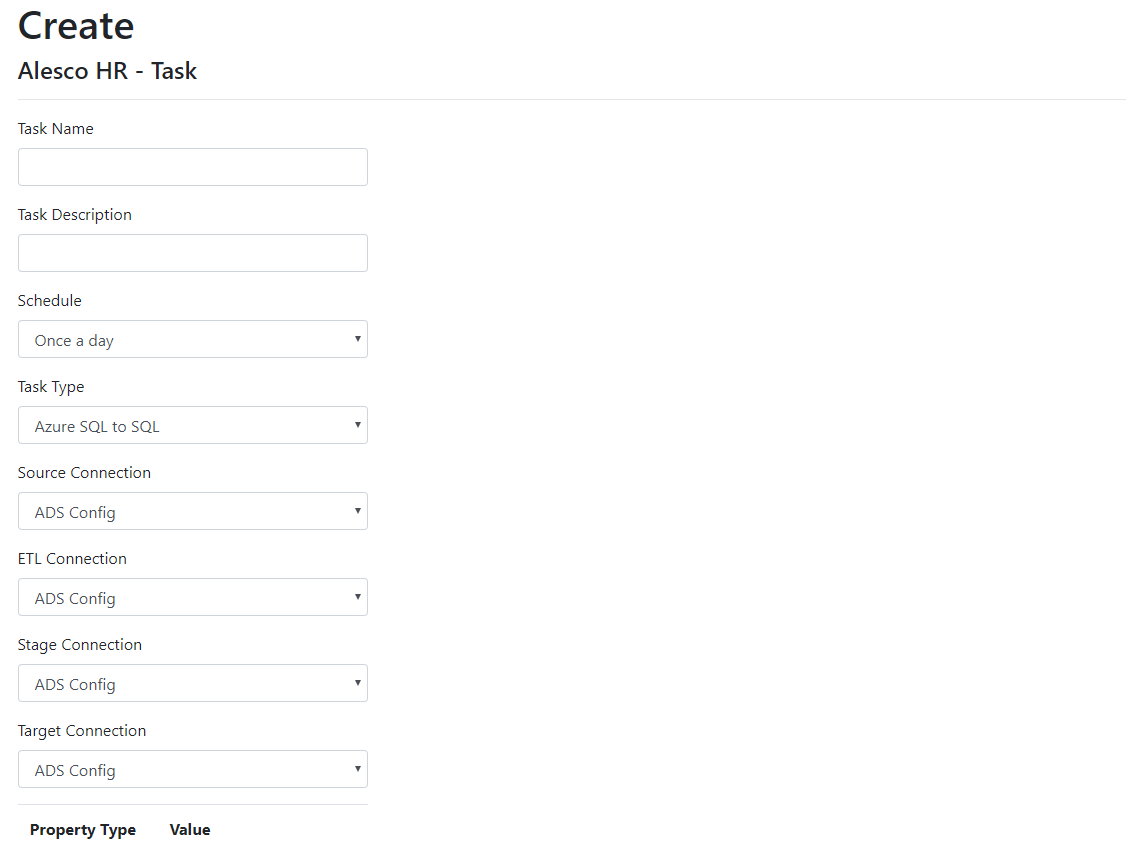 Create
Alesco HR - Task
Task Name
Task Description
Schedule
Once a day
Task Type
Azure SQL to SQL
Source Connection
ADS Config
ETL Connection
ADS Config
Stage Connection
ADS Config
Target Connection
ADS Config
Property Type Value